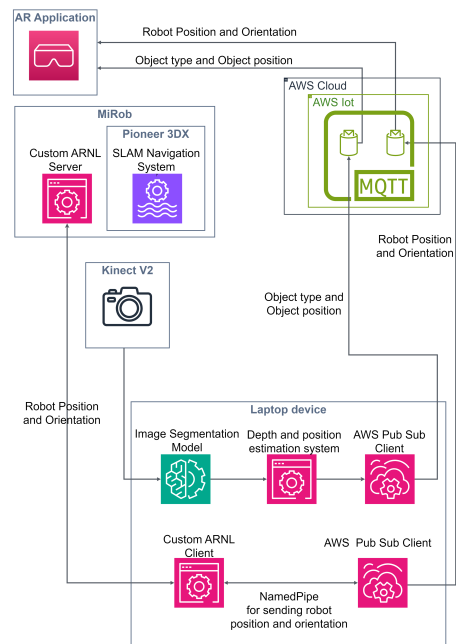 AR Application
Robot Position and Orientation
Object type and Object position
AWS Cloud
AWS Iot
MQTT
MiRob
Pioneer 3DX
Custom ARNL
Server
SLAM Navigation
System
Robot Position
and Orientation
Kinect V2
Object type and
Object position
Robot Position
and Orientation
Laptop device
Image Segmentation
Model
Depth and position
estimation system
AWS Pub Sub
Client
Custom ARNL
Client
AWS Pub Sub Client
NamedPipe
for sending robot
position and orientation